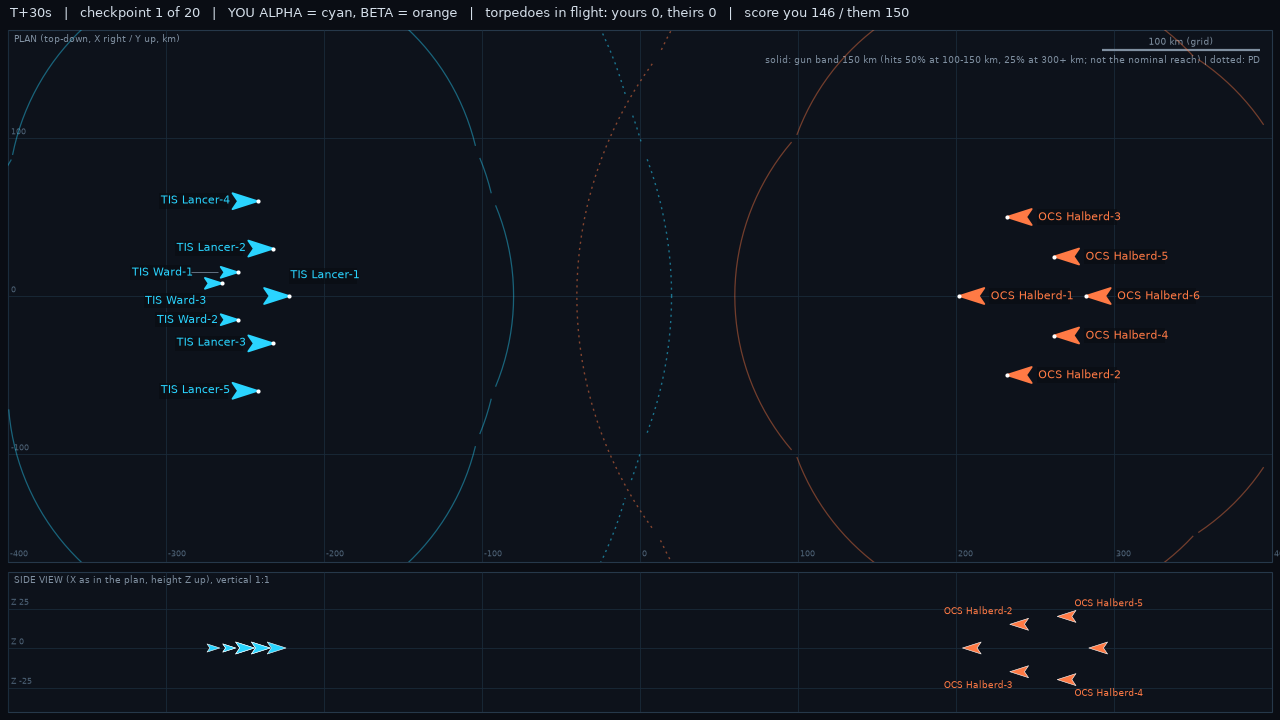 T+30s | checkpoint 1 of 20 | YOU ALPHA = cyan, BETA = orange | torpedoes in flight: yours 0, theirs 0 | score you 146 / them 150
PLAN (top-down, X right / Y up, km)
100 km (grid)
solid: gun band 150 km (hits 50% at 100-150 km, 25% at 300+ km; not the nominal reach) | dotted: PD
100
TIS Lancer-4
OCS Halberd-3
TIS Lancer-2
OCS Halberd-5
TIS Ward-1
TIS Lancer-1
0
TIS Ward-3
OCS Halberd-1
OCS Halberd-6
TIS Ward-2
TIS Lancer-3
OCS Halberd-4
TIS Lancer-5
OCS Halberd-2
-100
-400
-300
-200
-100
0
100
200
300
SIDE VIEW (X as in the plan, height Z up), vertical 1:1
Z 25
OCS Halberd-2
OCS Halberd-5
Z 0
Z -25
OCS Halberd-3
OCS Halberd-4